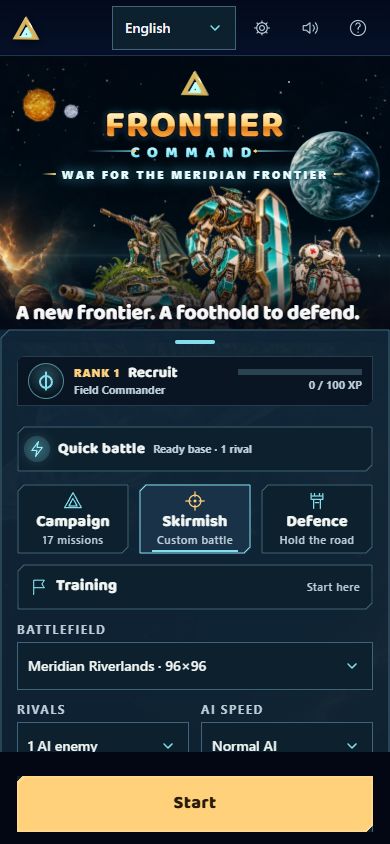 English
FRONTIER
COMMAND
WAR FOR THE MERIDIAN FRONTIER
A new frontier. A foothold to defend.
RANK 1 Recruit
Field Commander
0 / 100 XP
Quick battle Ready base · 1 rival
Campaign
17 missions
Skirmish
Custom battle
Defence
Hold the road
Training Start here
BATTLEFIELD
Meridian Riverlands · 96×96
RIVALS AI SPEED
1 AI enemy Normal AI
Start